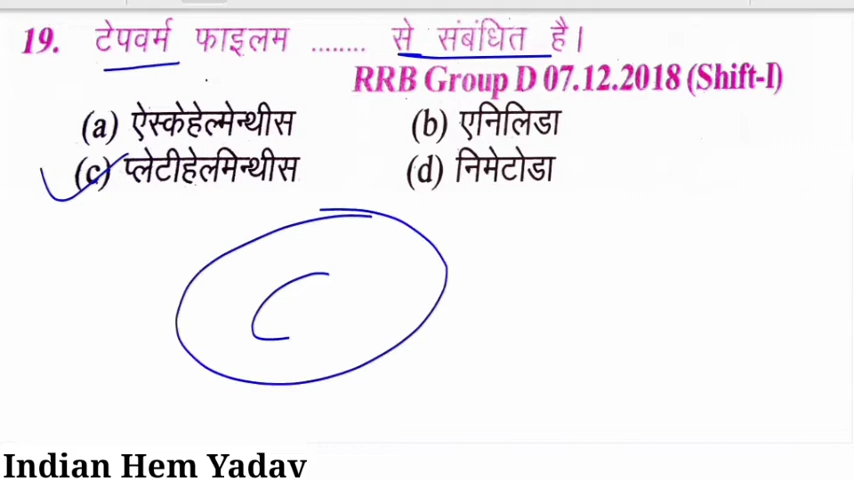 19. टेपवर्म फाइलम ........ से संबंधित है।
RRB Group D 07.12.2018 (Shift-I)
(a) ऐस्केहेल्मेन्थीस (b) एनिलिडा
(c) प्लेटीहेलमिन्थीस (d) निमेटोडा
C
Indian Hem Yadav